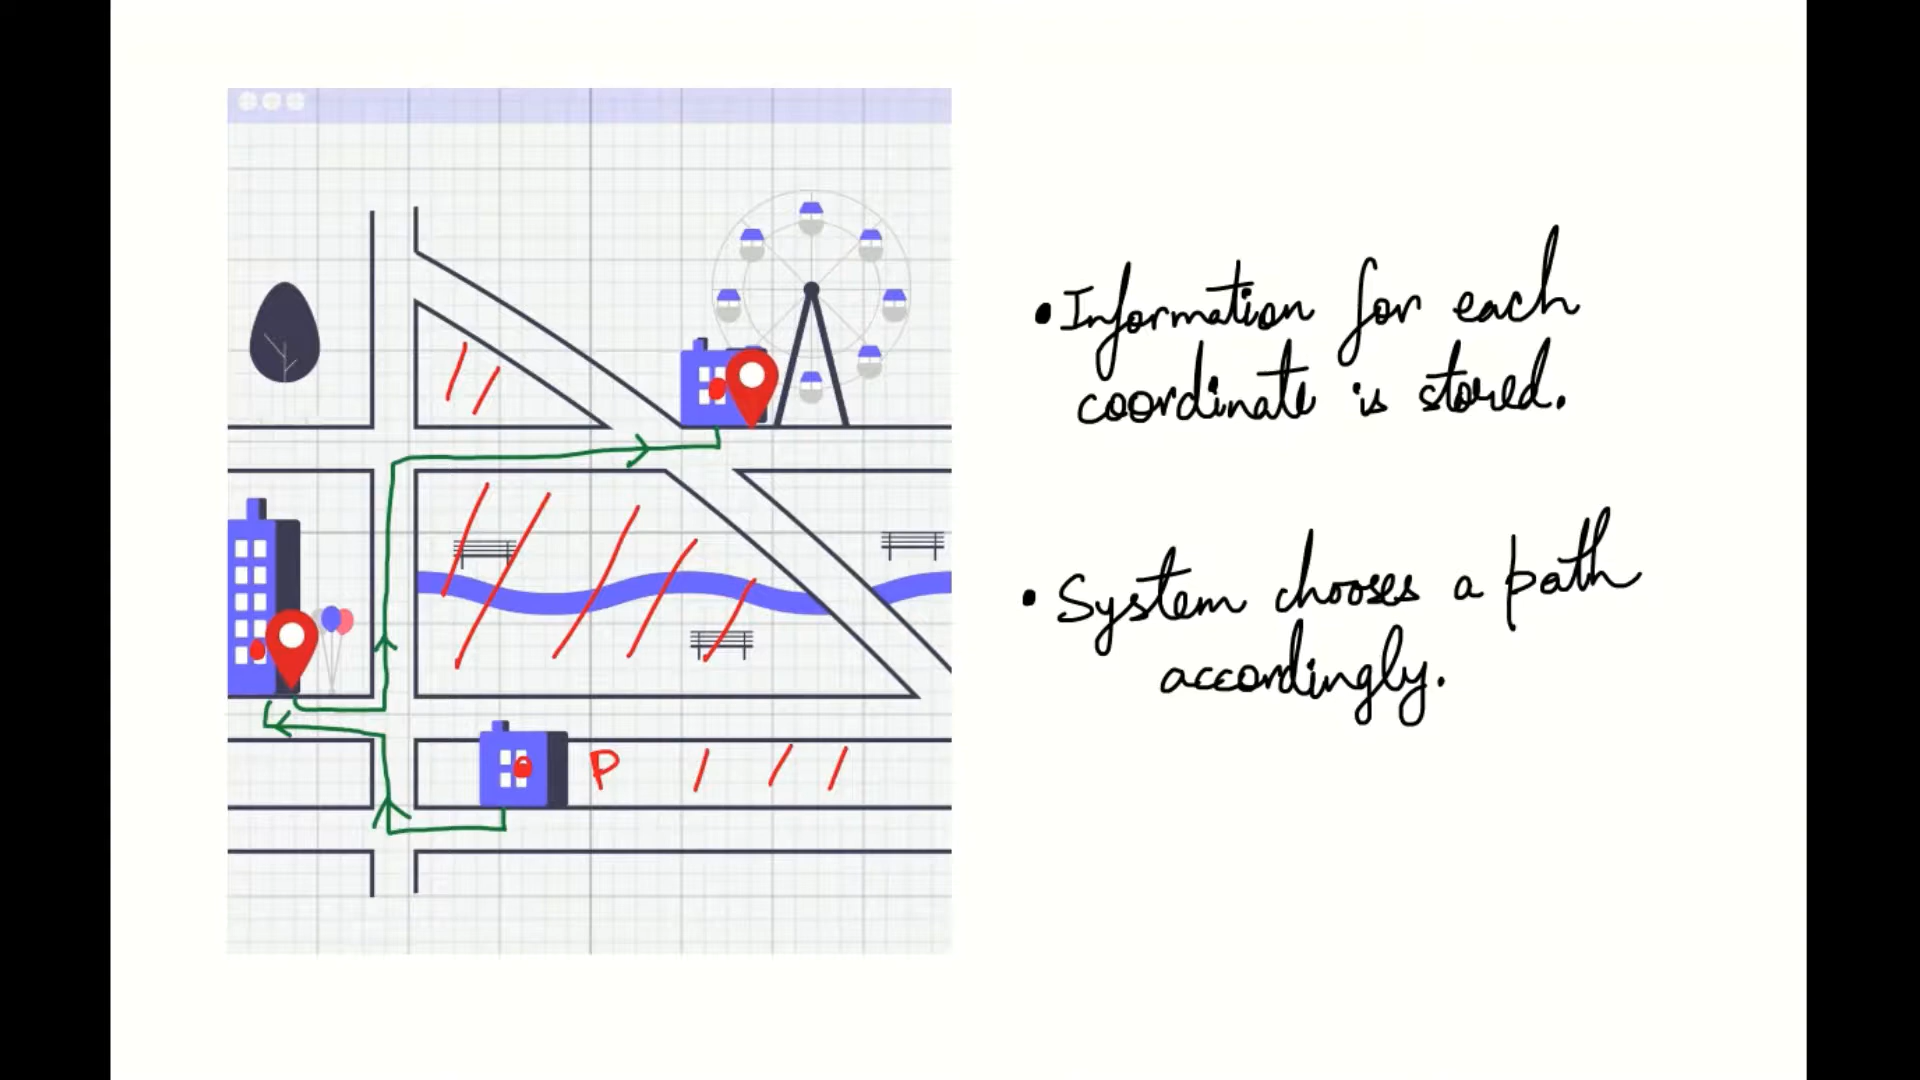 • Information for each
coordinate is stored.
• System chooses a path
accordingly.
P